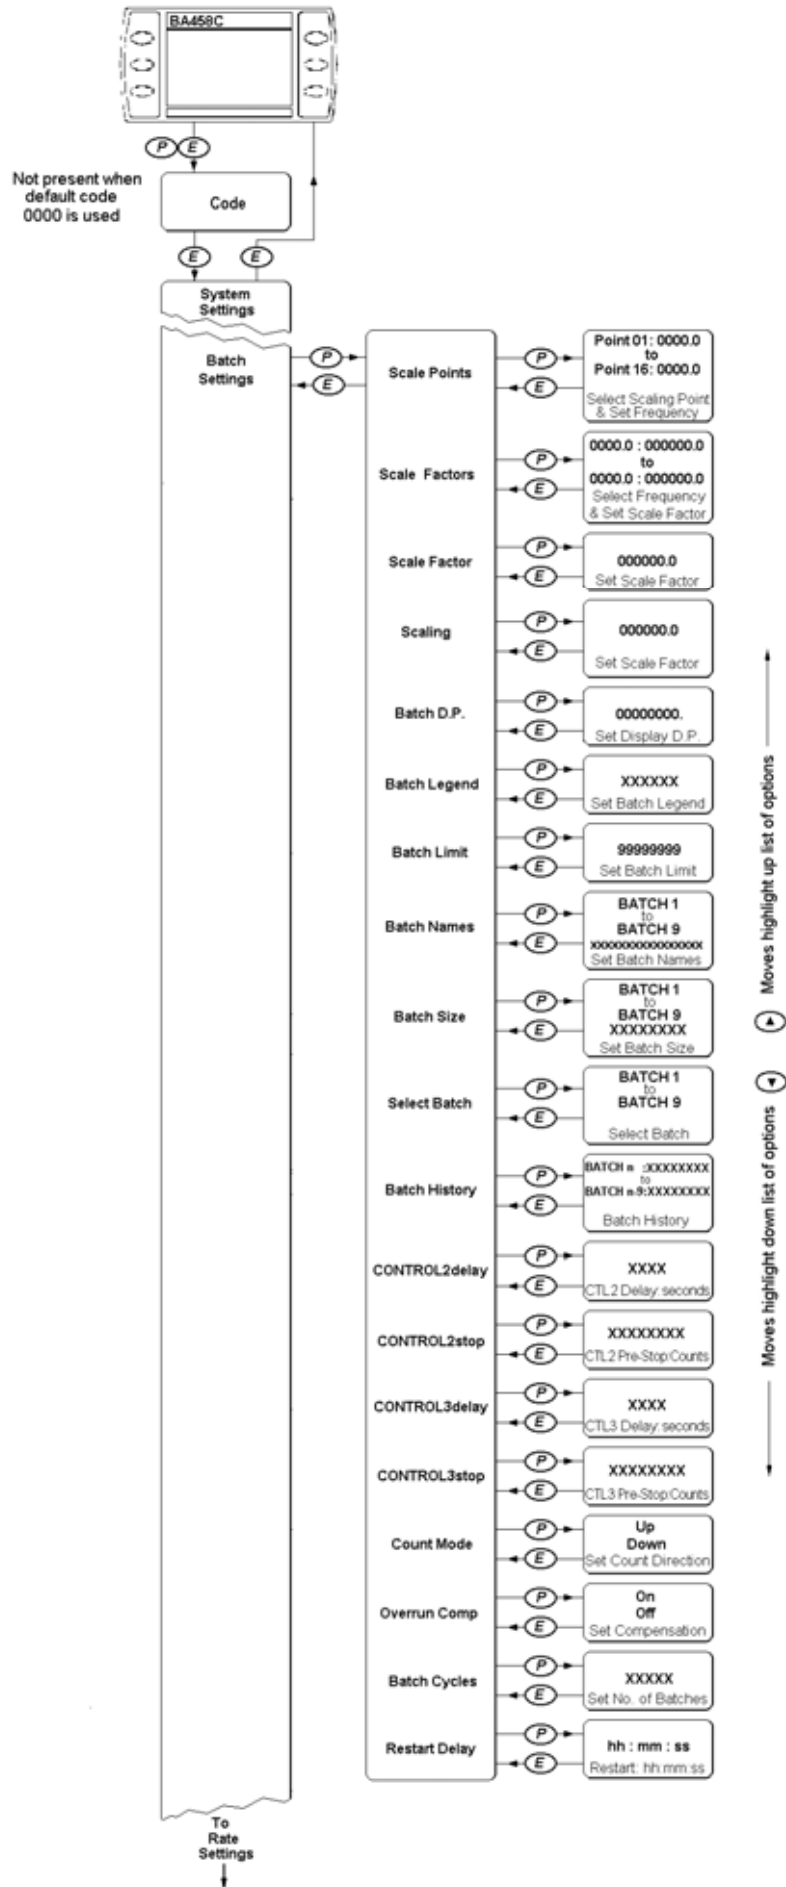 BA458C
P E
Not present when
default code
0000 is used
Code
E E
System
Settings
Batch
Settings
P
E
Scale Points
P
E
Point 01: 0000.0
to
Point 16: 0000.0
Select Scaling Point
& Set Frequency
Scale Factors
P
E
0000.0 : 000000.0
to
0000.0 : 000000.0
Select Frequency
& Set Scale Factor
Scale Factor
P
E
000000.0
Set Scale Factor
Scaling
P
E
000000.0
Set Scale Factor
Batch D.P.
P
E
00000000.
Set Display D.P.
Batch Legend
P
E
XXXXXX
Set Batch Legend
Batch Limit
P
E
99999999
Set Batch Limit
Batch Names
P
E
BATCH 1
to
BATCH 9
XXXXXXXXXXXXXXXX
Set Batch Names
Batch Size
P
E
BATCH 1
to
BATCH 9
XXXXXXXX
Set Batch Size
Select Batch
P
E
BATCH 1
to
BATCH 9
Select Batch
Batch History
P
E
BATCH n :XXXXXXXX
to
BATCH n-9:XXXXXXXX
Batch History
CONTROL2delay
P
E
XXXX
CTL2 Delay: seconds
CONTROL2stop
P
E
XXXXXXXX
CTL2 Pre-Stop:Counts
CONTROL3delay
P
E
XXXX
CTL3 Delay: seconds
CONTROL3stop
P
E
XXXXXXXX
CTL3 Pre-Stop:Counts
Count Mode
P
E
Up
Down
Set Count Direction
Overrun Comp
P
E
On
Off
Set Compensation
Batch Cycles
P
E
XXXXX
Set No. of Batches
Restart Delay
P
E
hh : mm : ss
Restart: hh:mm:ss
To
Rate
Settings
Moves highlight up list of options
Moves highlight down list of options